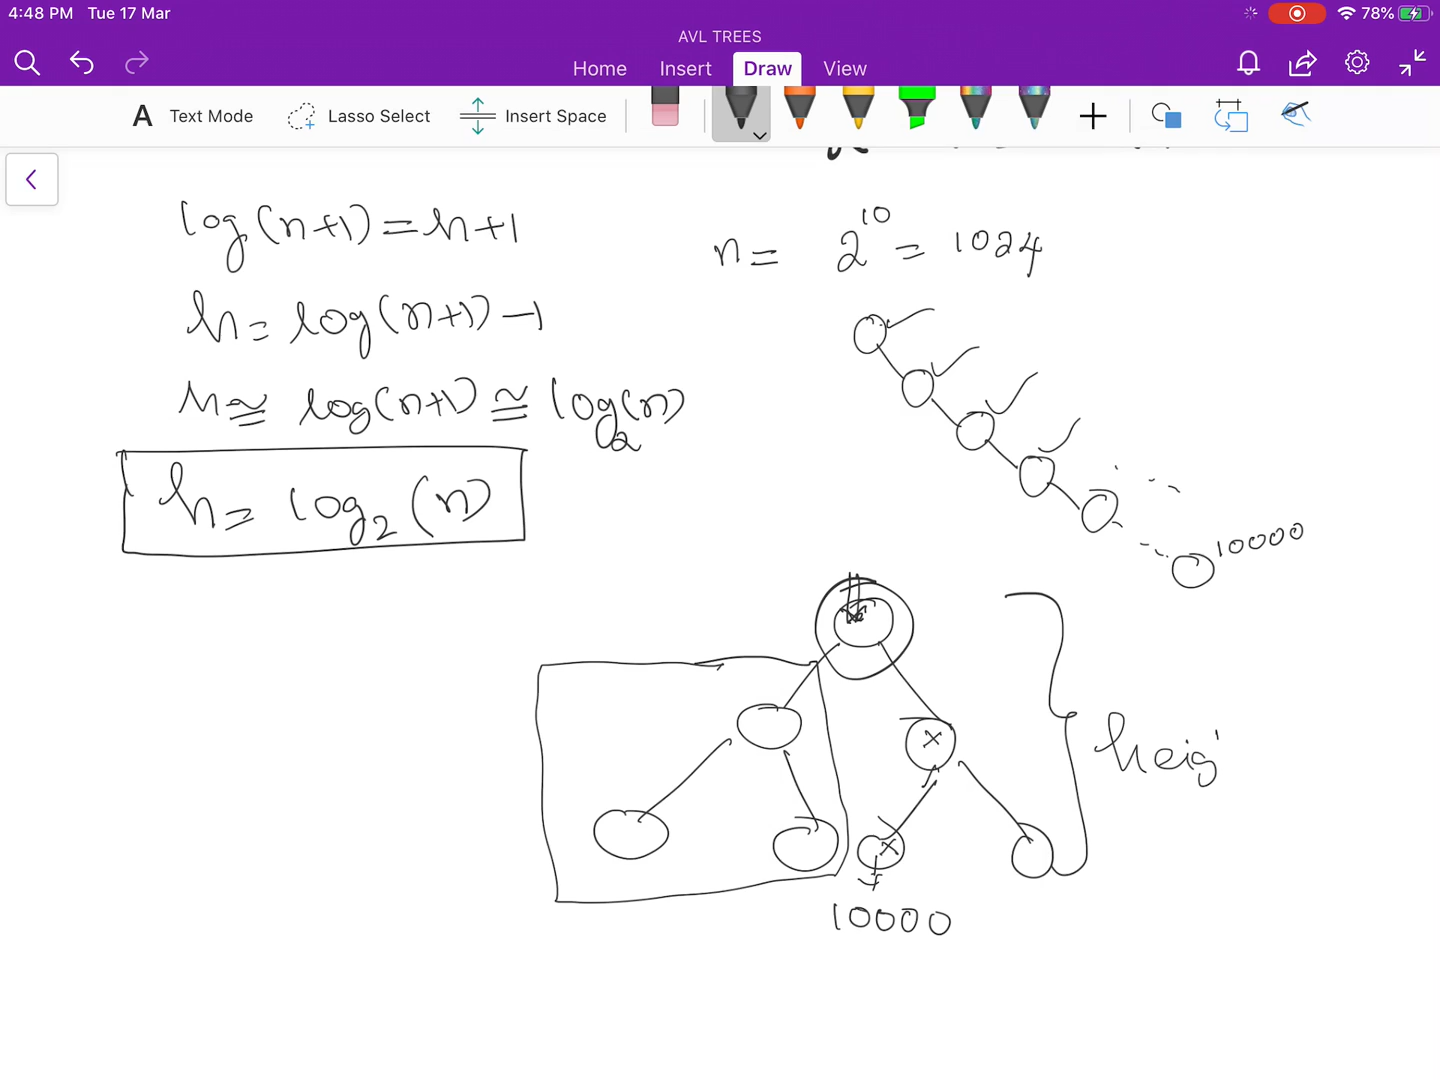 4:48 PM Tue 17 Mar
78%
AVL TREES
Home Insert Draw View
A Text Mode Lasso Select Insert Space
log(n+1)=h+1
n= 2^10 = 1024
h= log(n+1)-1
h≅ log(n+1) ≅ log₂(n)
h= log₂(n)
10000
x
heig
x
10000